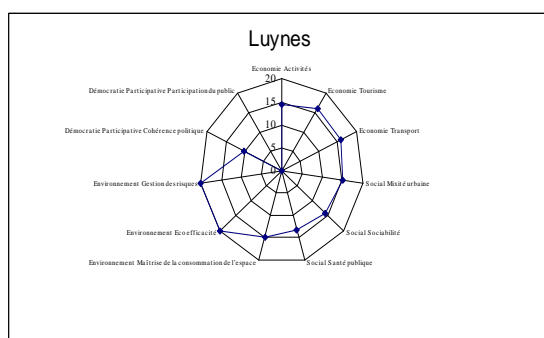 Luynes
Economie Activités
20
Démocratie Participative Participation du public
Economie Tourisme
15
Démocratie Participative Cohérence politique
Economie Transport
10
5
Environnement Gestion des risques
0
Social Mixité urbaine
Environnement Eco efficacité
Social Sociabilité
Environnement Maîtrise de la consommation de l'espace
Social Santé publique